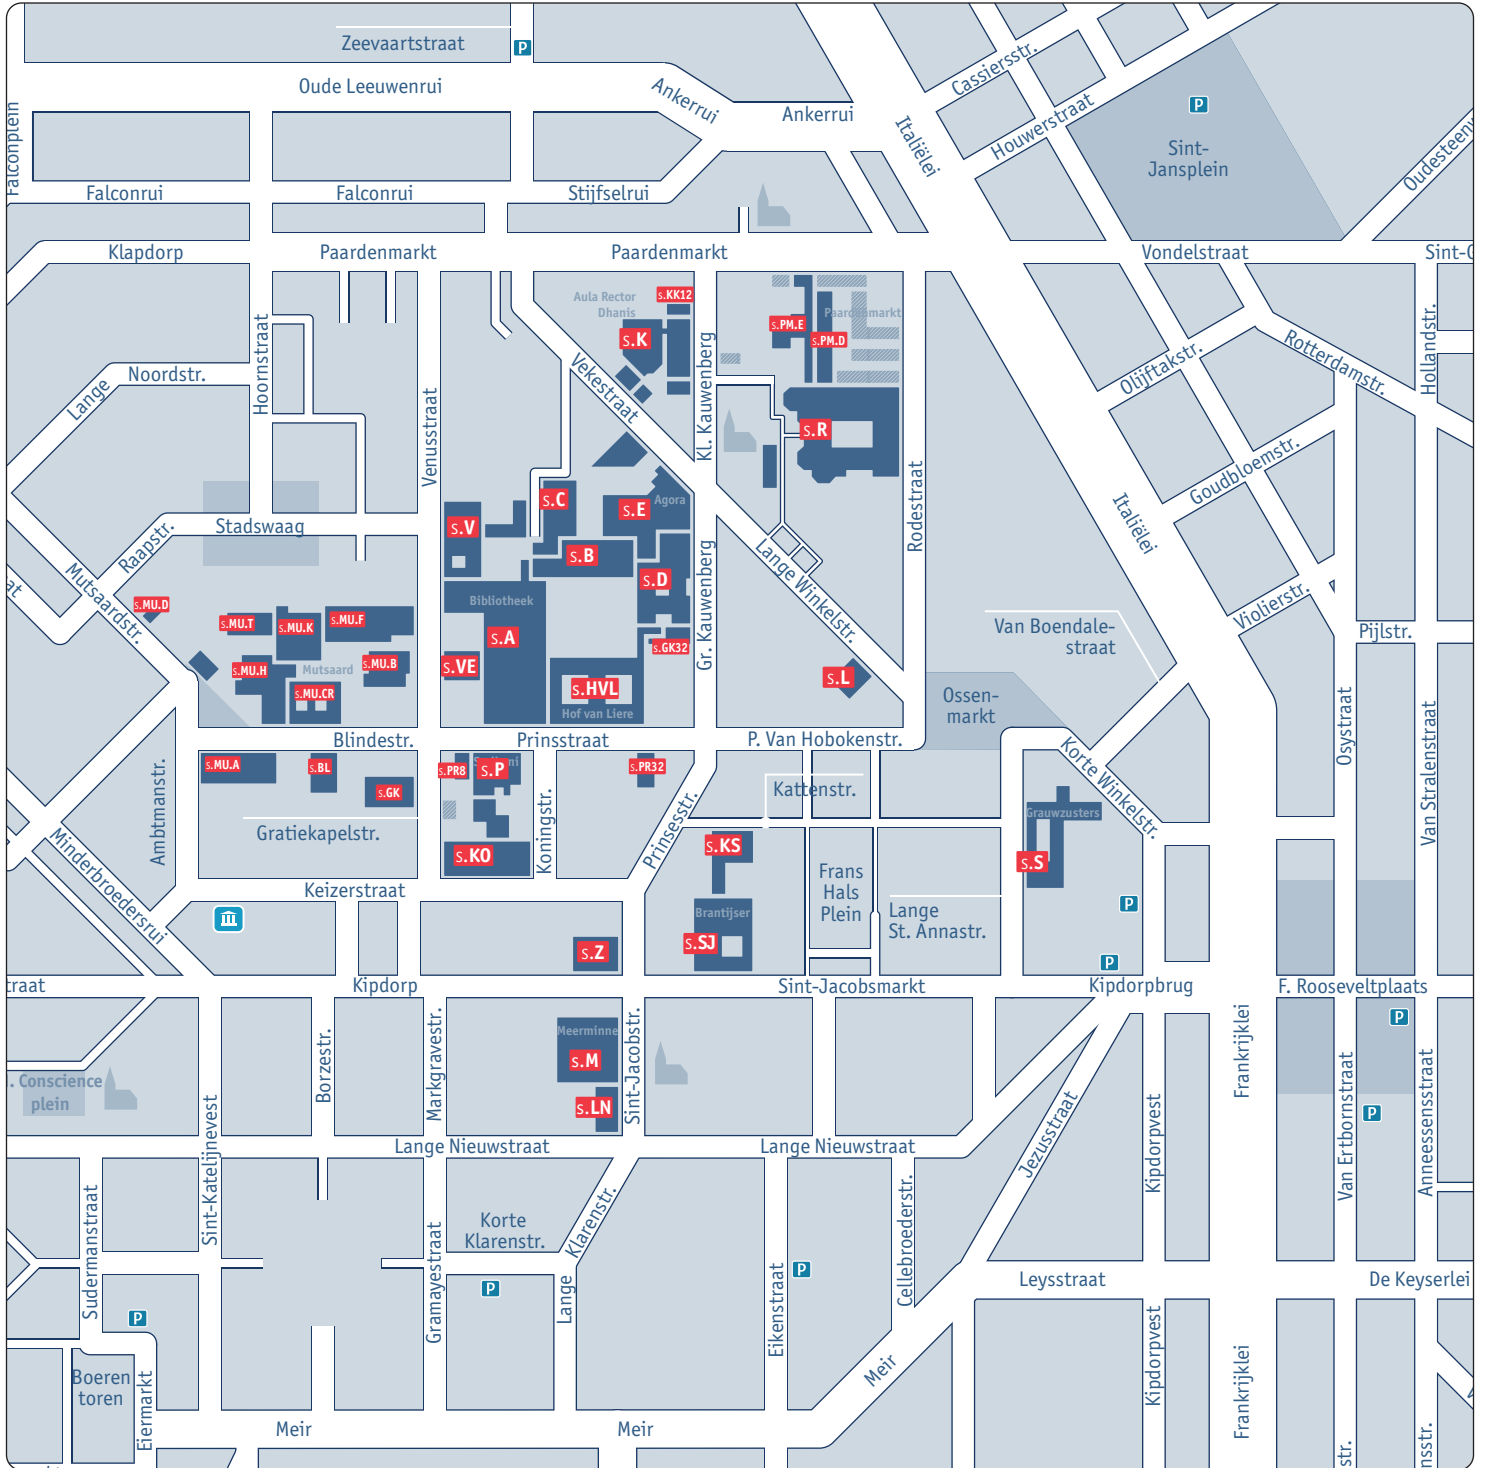 Zeevaartstraat
P
Oude Leeuwenrui
Ankerrui
Ankerrui
Cassiersstr.
Houwerstraat
P
Sint-
Jansplein
Italiëlei
Falconplein
Falconrui
Falconrui
Stijfselrui
Klapdorp
Paardenmarkt
Paardenmarkt
Vondelstraat
Aula Rector
Dhanis
s.KK12
s.K
s.PM.E
s.PM.D
Paardenmarkt
Hoornstraat
Noordstr.
Lange
Venusstraat
Vekestraat
Kl. Kauwenberg
s.R
Rodestraat
Olijftakstr.
Rotterdamstr.
Hollandstr.
Goudbloemstr.
Italiëlei
Stadswaag
Raapstr.
Mutsaardstr.
s.V
s.C
s.E
Agora
s.B
s.D
Bibliotheek
s.A
Gr. Kauwenberg
Lange Winkelstr.
s.MU.D
s.MU.T
s.MU.K
s.MU.F
s.MU.H
Mutsaard
s.MU.B
s.MU.CR
s.VE
s.GK32
s.HVL
Hof van Liere
s.L
Van Boendale-
straat
Violierstr.
Pijlstr.
Ossen-
markt
Osystraat
Van Stralenstraat
Blindestr.
Prinsstraat
P. Van Hobokenstr.
Korte Winkelstr.
s.MU.A
s.BL
s.GK
s.PR8
s.P
s.PR32
Kattenstr.
Ambtmanstr.
Gratiekapelstr.
Koningstr.
Prinsesstr.
Minderbroedersrui
s.KO
s.KS
Grauwzusters
s.S
Frans
Hals
Plein
Keizerstraat
Brantijser
s.SJ
s.Z
Lange
St. Annastr.
P
P
Kipdorp
Sint-Jacobsmarkt
Kipdorpbrug
F. Rooseveltplaats
P
Borzestr.
Markgravestr.
Meerminne
s.M
s.LN
Sint-Jacobstr.
Frankrijklei
. Conscience
plein
Sint-Katelijnevest
Jezusstraat
Kipdorpvest
Van Ertbornstraat
P
Anneessensstraat
Lange Nieuwstraat
Lange Nieuwstraat
Sudermanstraat
Gramayestraat
Korte
Klarenstr.
Lange
Klarenstr.
P
Eikenstraat
P
Cellebroederstr.
Leysstraat
De Keyserlei
P
Boeren
toren
Eiermarkt
Meir
Meir
Meir
Kipdorpvest
Frankrijklei